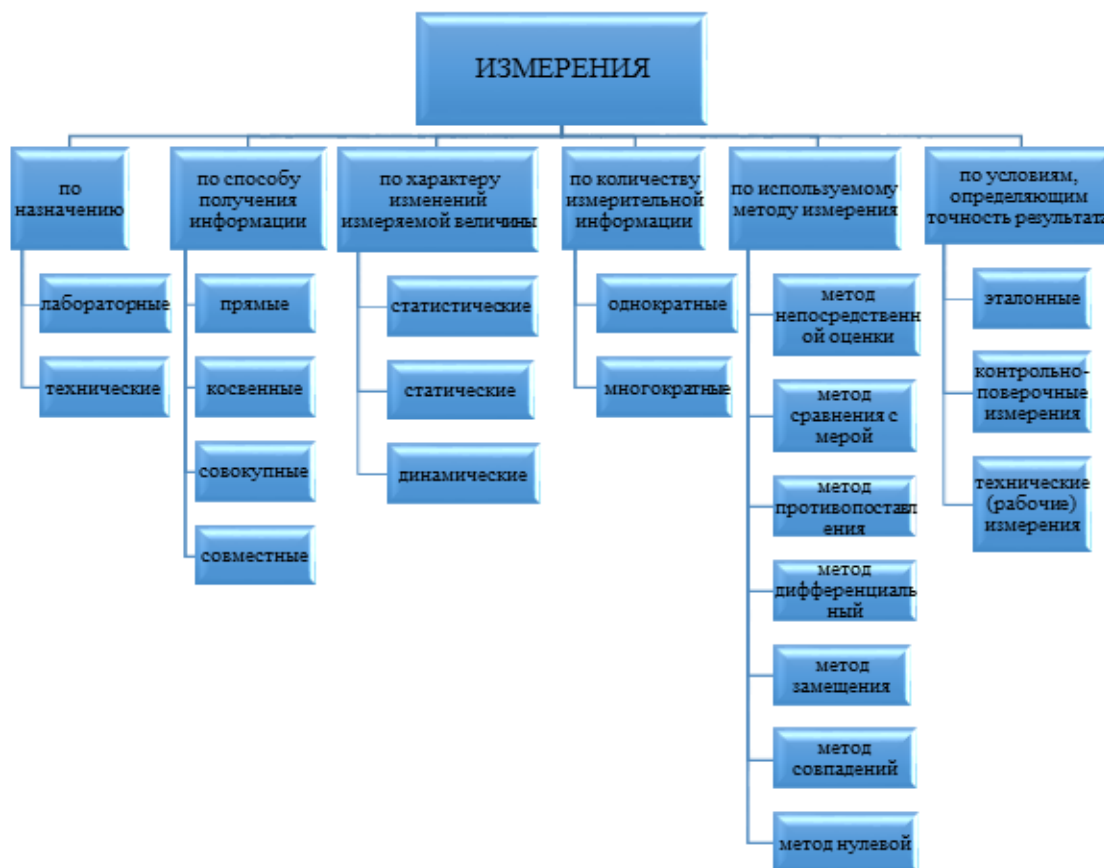 ИЗМЕРЕНИЯ
по
назначению
лабораторные
технические
по способу
получения
информации
прямые
косвенные
совокупные
совместные
по характеру
изменений
измеряемой величины
статистические
статические
динамические
по количеству
измерительной
информации
однократные
многократные
по используемому
методу измерения
метод
непосредственн
ой оценки
метод
сравнения с
мерой
метод
противопоставл
ения
метод
дифференциаль
ный
метод
замещения
метод
совпадений
метод нулевой
по условиям,
определяющим
точность результата
эталонные
контрольно-
поверочные
измерения
технические
(рабочие)
измерения